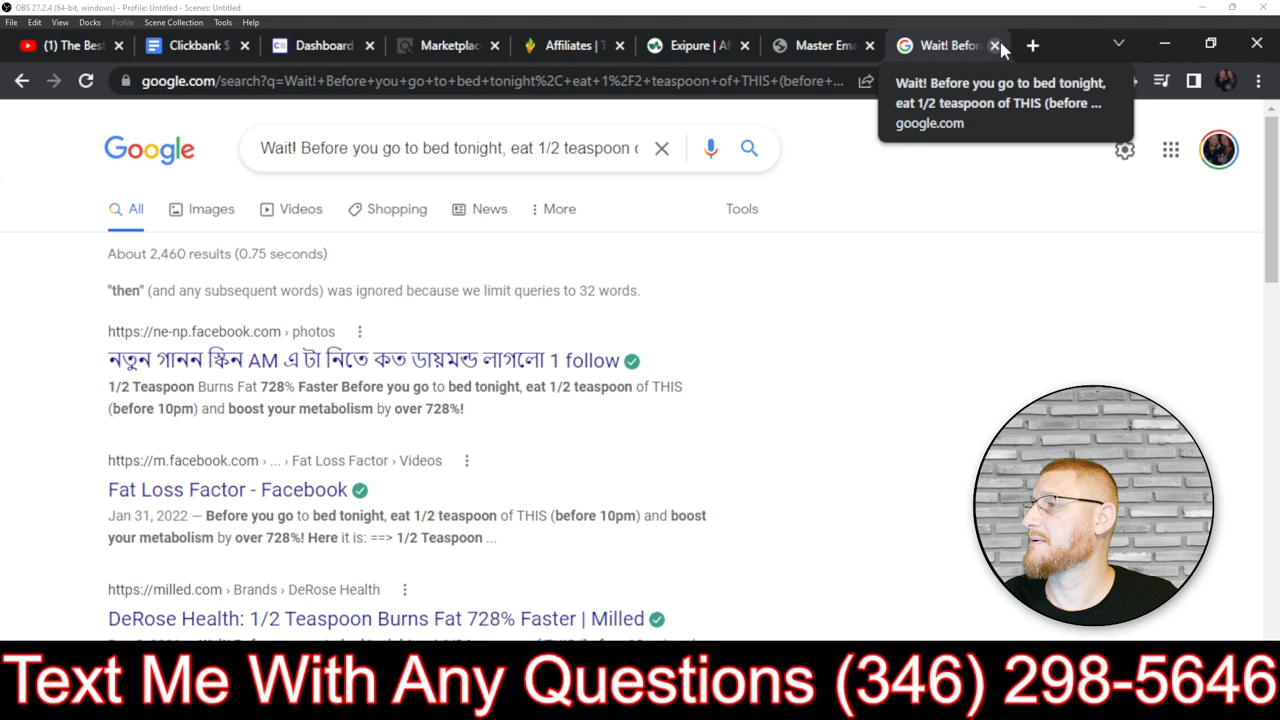 OBS 27.2.4 (64-bit, windows) - Profile: Untitled - Scenes: Untitled
File Edit View Docks Profile Scene Collection Tools Help
(1) The Bes Clickbank S Dashboard Marketplac Affiliates | T Exipure | Af Master Ema Wait! Befor
google.com/search?q=Wait!+Before+you+go+to+bed+tonight%2C+eat+1%2F2+teaspoon+of+THIS+(before+...
Wait! Before you go to bed tonight,
eat 1/2 teaspoon of THIS (before ...
google.com
Google Wait! Before you go to bed tonight, eat 1/2 teaspoon o
All Images Videos Shopping News More Tools
About 2,460 results (0.75 seconds)
"then" (and any subsequent words) was ignored because we limit queries to 32 words.
https://ne-np.facebook.com › photos
নতুন গানন স্কিন AM এ টা নিতে কত ডায়মন্ড লাগলো 1 follow
1/2 Teaspoon Burns Fat 728% Faster Before you go to bed tonight, eat 1/2 teaspoon of THIS
(before 10pm) and boost your metabolism by over 728%!
https://m.facebook.com › ... › Fat Loss Factor › Videos
Fat Loss Factor - Facebook
Jan 31, 2022 — Before you go to bed tonight, eat 1/2 teaspoon of THIS (before 10pm) and boost
your metabolism by over 728%! Here it is: ==> 1/2 Teaspoon ...
https://milled.com › Brands › DeRose Health
DeRose Health: 1/2 Teaspoon Burns Fat 728% Faster | Milled
Text Me With Any Questions (346) 298-5646